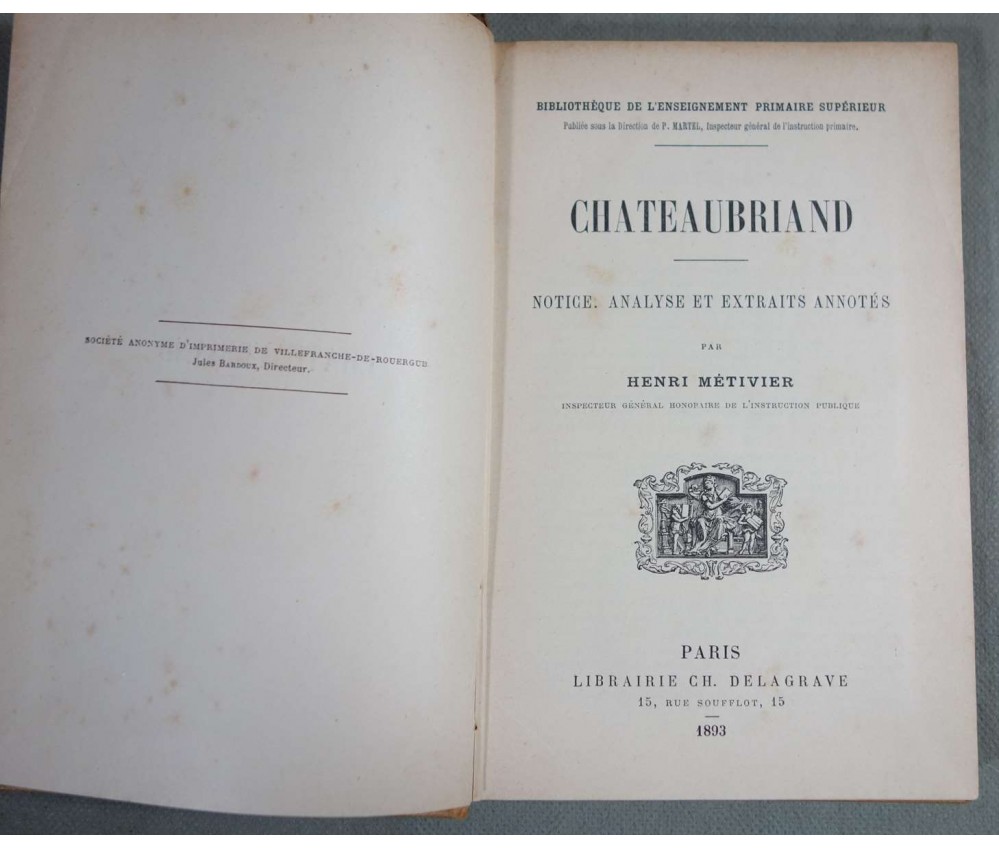 SOCIÉTÉ ANONYME D'IMPRIMERIE DE VILLEFRANCHE-DE-ROUERGUE
Jules BARDOUX, Directeur.
BIBLIOTHÈQUE DE L'ENSEIGNEMENT PRIMAIRE SUPÉRIEUR
Publiée sous la Direction de P. MARTEL, Inspecteur général de l'instruction primaire.
CHATEAUBRIAND
NOTICE. ANALYSE ET EXTRAITS ANNOTÉS
PAR
HENRI MÉTIVIER
INSPECTEUR GÉNÉRAL HONORAIRE DE L'INSTRUCTION PUBLIQUE
PARIS
LIBRAIRIE CH. DELAGRAVE
15, RUE SOUFFLOT, 15
1893